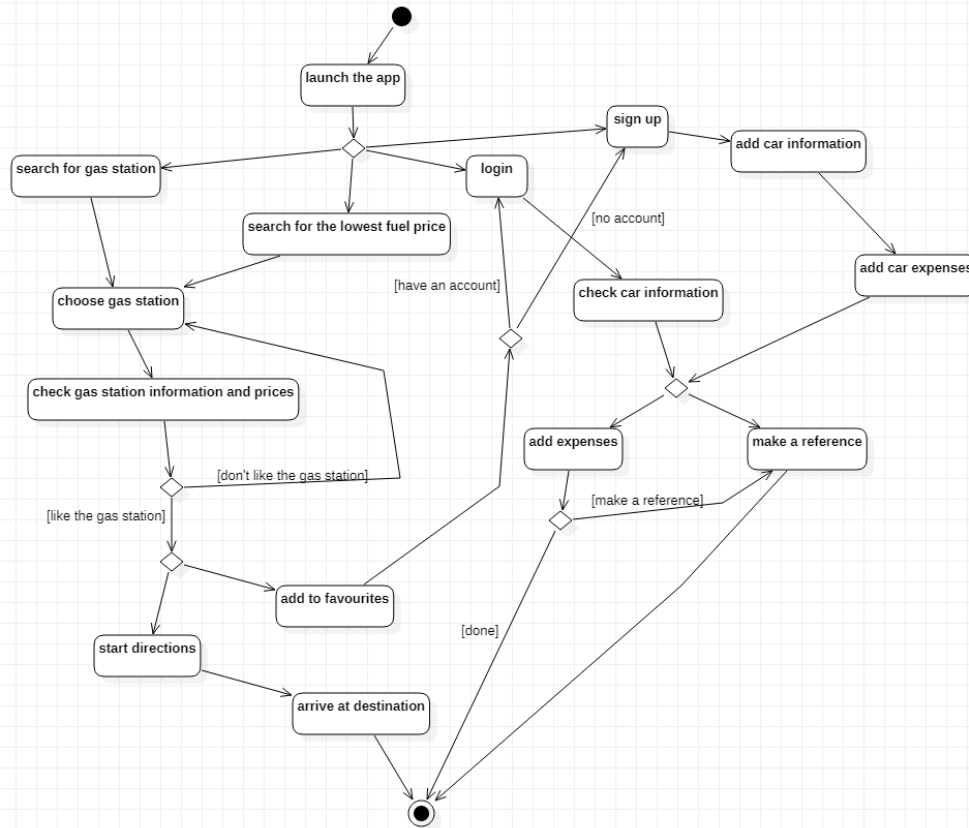 launch the app
sign up
add car information
search for gas station
login
search for the lowest fuel price
[no account]
add car expenses
[have an account]
check car information
choose gas station
check gas station information and prices
add expenses
make a reference
[don't like the gas station]
[make a reference]
[like the gas station]
add to favourites
[done]
start directions
arrive at destination